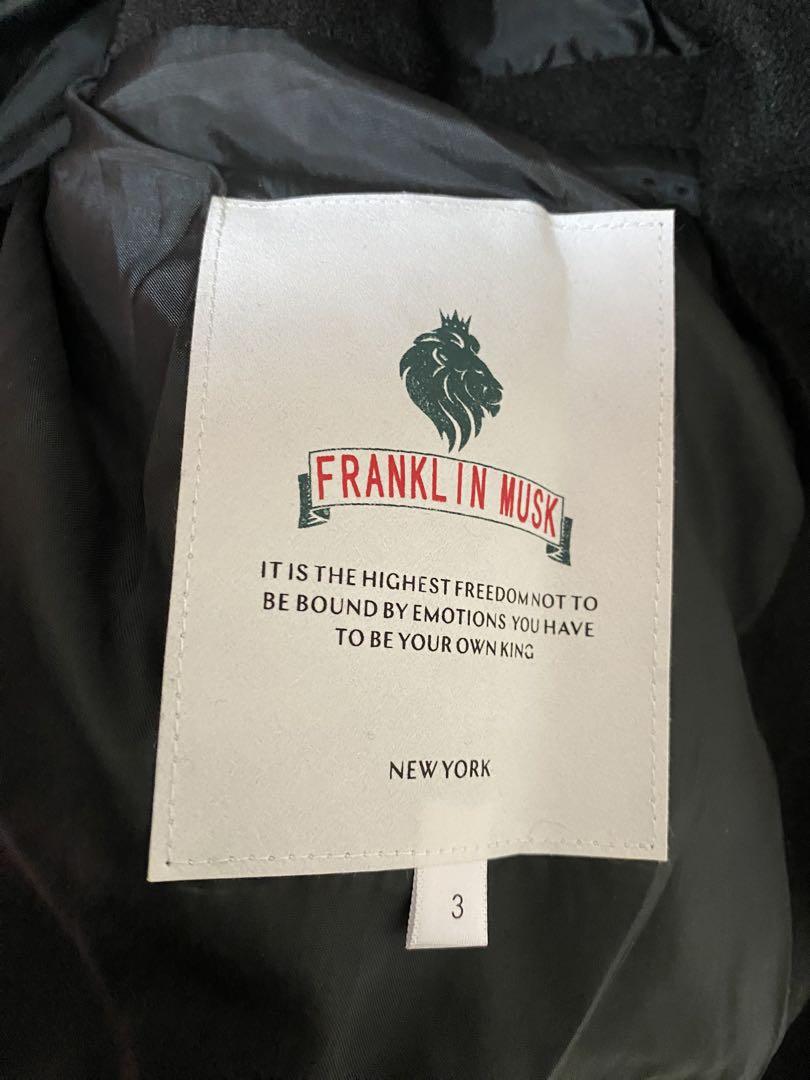 FRANKLIN MUSK
IT IS THE HIGHEST FREEDOM NOT TO
BE BOUND BY EMOTIONS YOU HAVE
TO BE YOUR OWN KING
NEW YORK
3